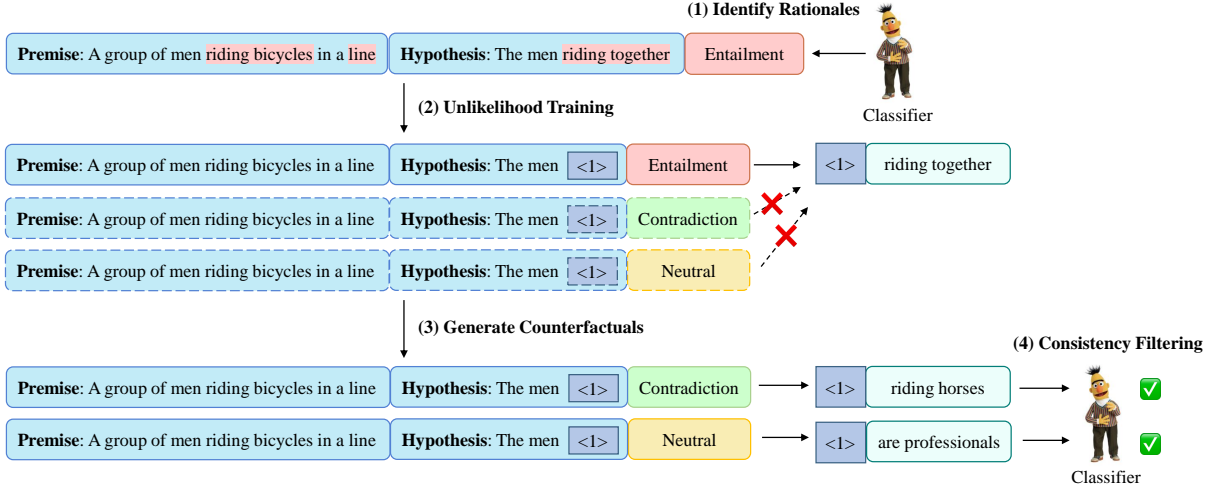 (1) Identify Rationales
Premise: A group of men riding bicycles in a line Hypothesis: The men riding together Entailment
Classifier
(2) Unlikelihood Training
Premise: A group of men riding bicycles in a line Hypothesis: The men <1> Entailment <1> riding together
Premise: A group of men riding bicycles in a line Hypothesis: The men <1> Contradiction
Premise: A group of men riding bicycles in a line Hypothesis: The men <1> Neutral
(3) Generate Counterfactuals
(4) Consistency Filtering
Premise: A group of men riding bicycles in a line Hypothesis: The men <1> Contradiction <1> riding horses
Premise: A group of men riding bicycles in a line Hypothesis: The men <1> Neutral <1> are professionals
Classifier